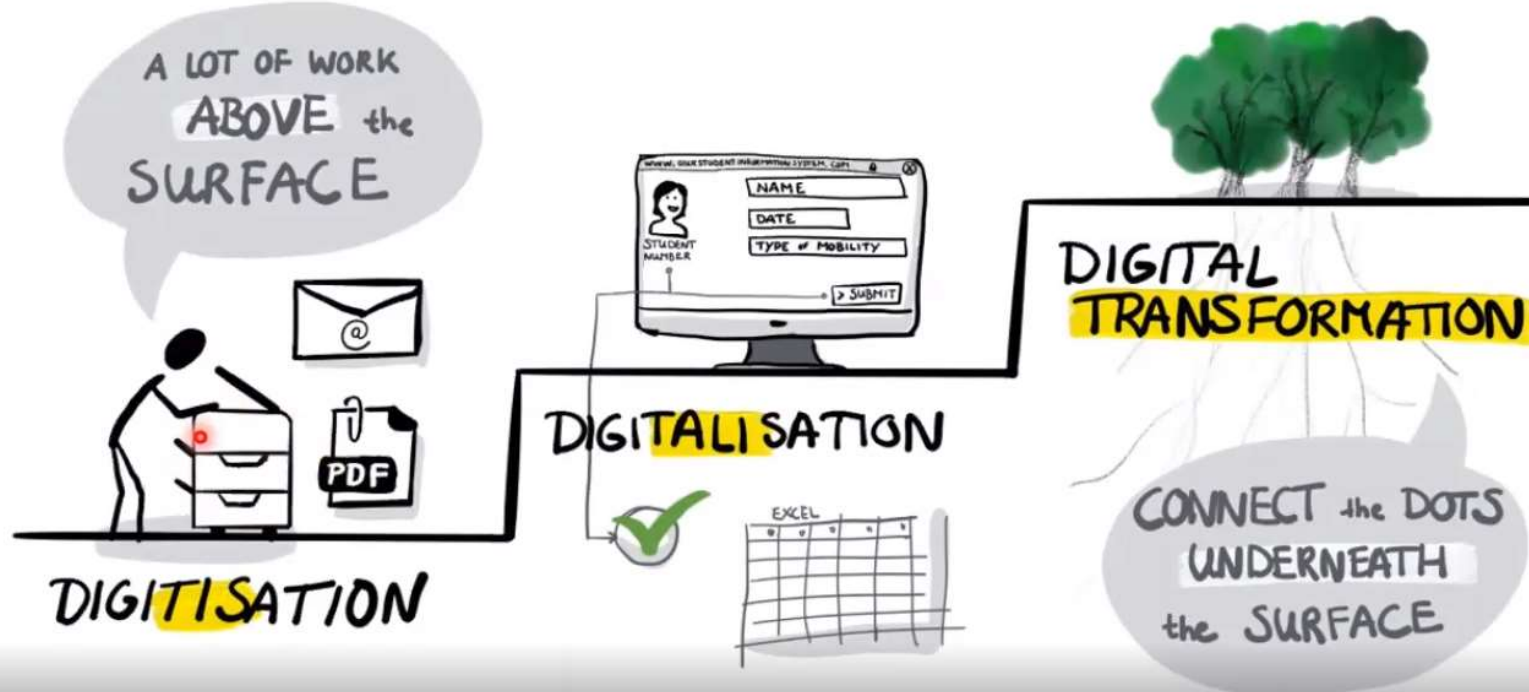 A LOT OF WORK
ABOVE the
SURFACE
@
PDF
DIGITISATION
NAME
DATE
TYPE of MOBILITY
STUDENT
NUMBER
> SUBMIT
DIGITALISATION
EXCEL
DIGITAL
TRANSFORMATION
CONNECT the DOTS
UNDERNEATH
the SURFACE